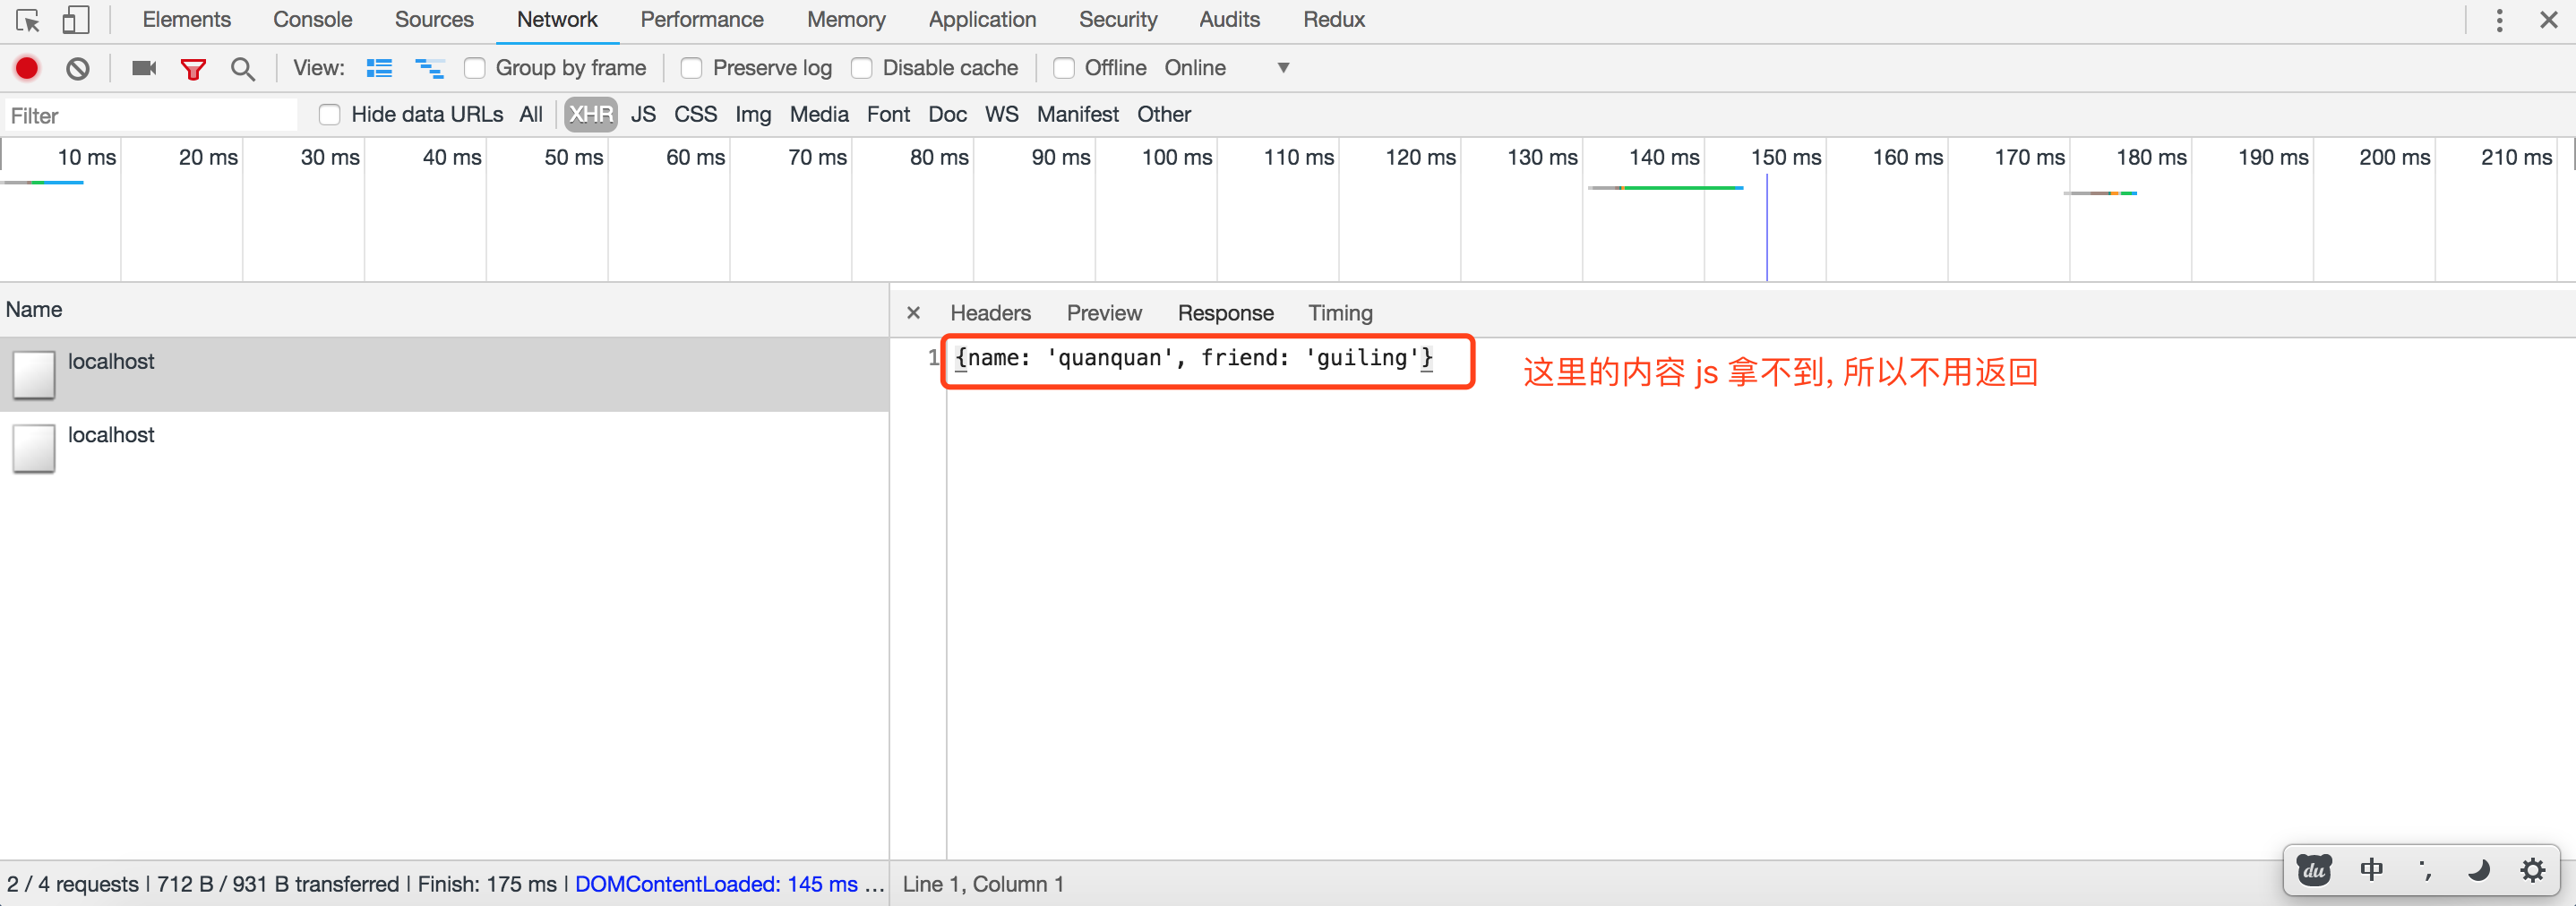 Elements Console Sources Network Performance Memory Application Security Audits Redux
View: Group by frame Preserve log Disable cache Offline Online
Filter Hide data URLs All XHR JS CSS Img Media Font Doc WS Manifest Other
10 ms 20 ms 30 ms 40 ms 50 ms 60 ms 70 ms 80 ms 90 ms 100 ms 110 ms 120 ms 130 ms 140 ms 150 ms 160 ms 170 ms 180 ms 190 ms 200 ms 210 ms
Name
localhost
localhost
× Headers Preview Response Timing
1 {name: 'quanquan', friend: 'guiling'}
这里的内容 js 拿不到, 所以不用返回
2 / 4 requests | 712 B / 931 B transferred | Finish: 175 ms | DOMContentLoaded: 145 ms ...
Line 1, Column 1
du 中